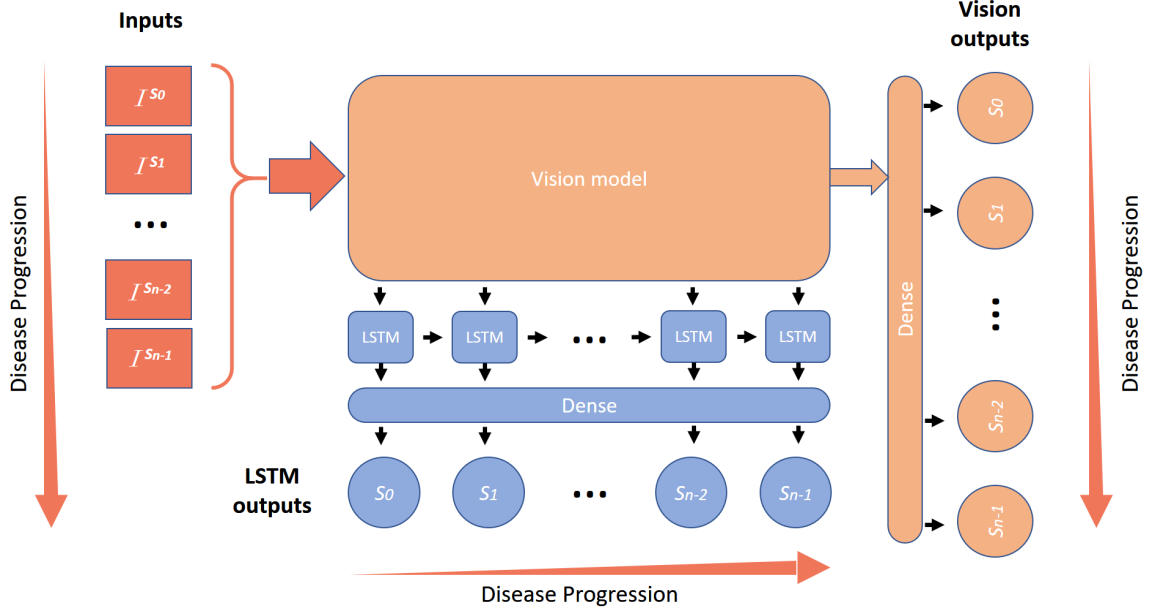 Inputs
Vision
outputs
I^{S0}
I^{S1}
...
I^{Sn-2}
I^{Sn-1}
Disease Progression
Vision model
LSTM
LSTM
...
LSTM
LSTM
Dense
LSTM
outputs
S0
S1
...
Sn-2
Sn-1
Disease Progression
Dense
S0
S1
...
Sn-2
Sn-1
Disease Progression